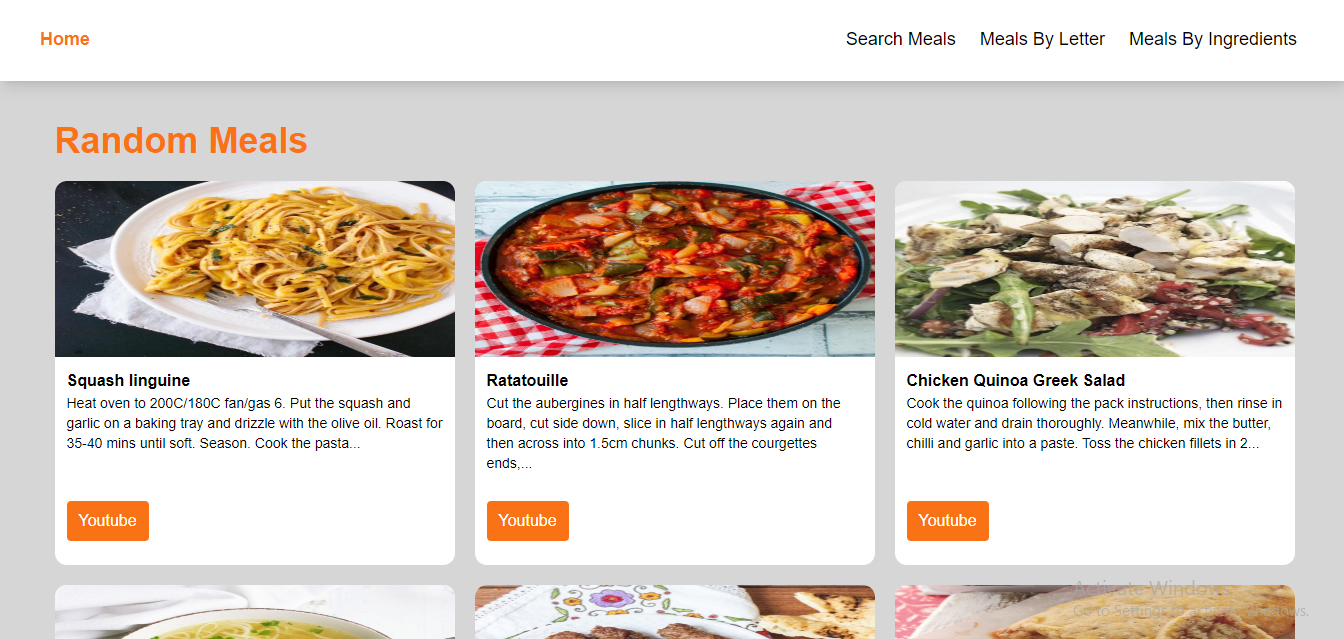 Home
Search Meals
Meals By Letter
Meals By Ingredients
Random Meals
Squash linguine
Heat oven to 200C/180C fan/gas 6. Put the squash and
garlic on a baking tray and drizzle with the olive oil. Roast for
35-40 mins until soft. Season. Cook the pasta...
Youtube
Ratatouille
Cut the aubergines in half lengthways. Place them on the
board, cut side down, slice in half lengthways again and
then across into 1.5cm chunks. Cut off the courgettes
ends,...
Youtube
Chicken Quinoa Greek Salad
Cook the quinoa following the pack instructions, then rinse in
cold water and drain thoroughly. Meanwhile, mix the butter,
chilli and garlic into a paste. Toss the chicken fillets in 2...
Youtube
Activate Windows
Go to Settings to activate Windows.